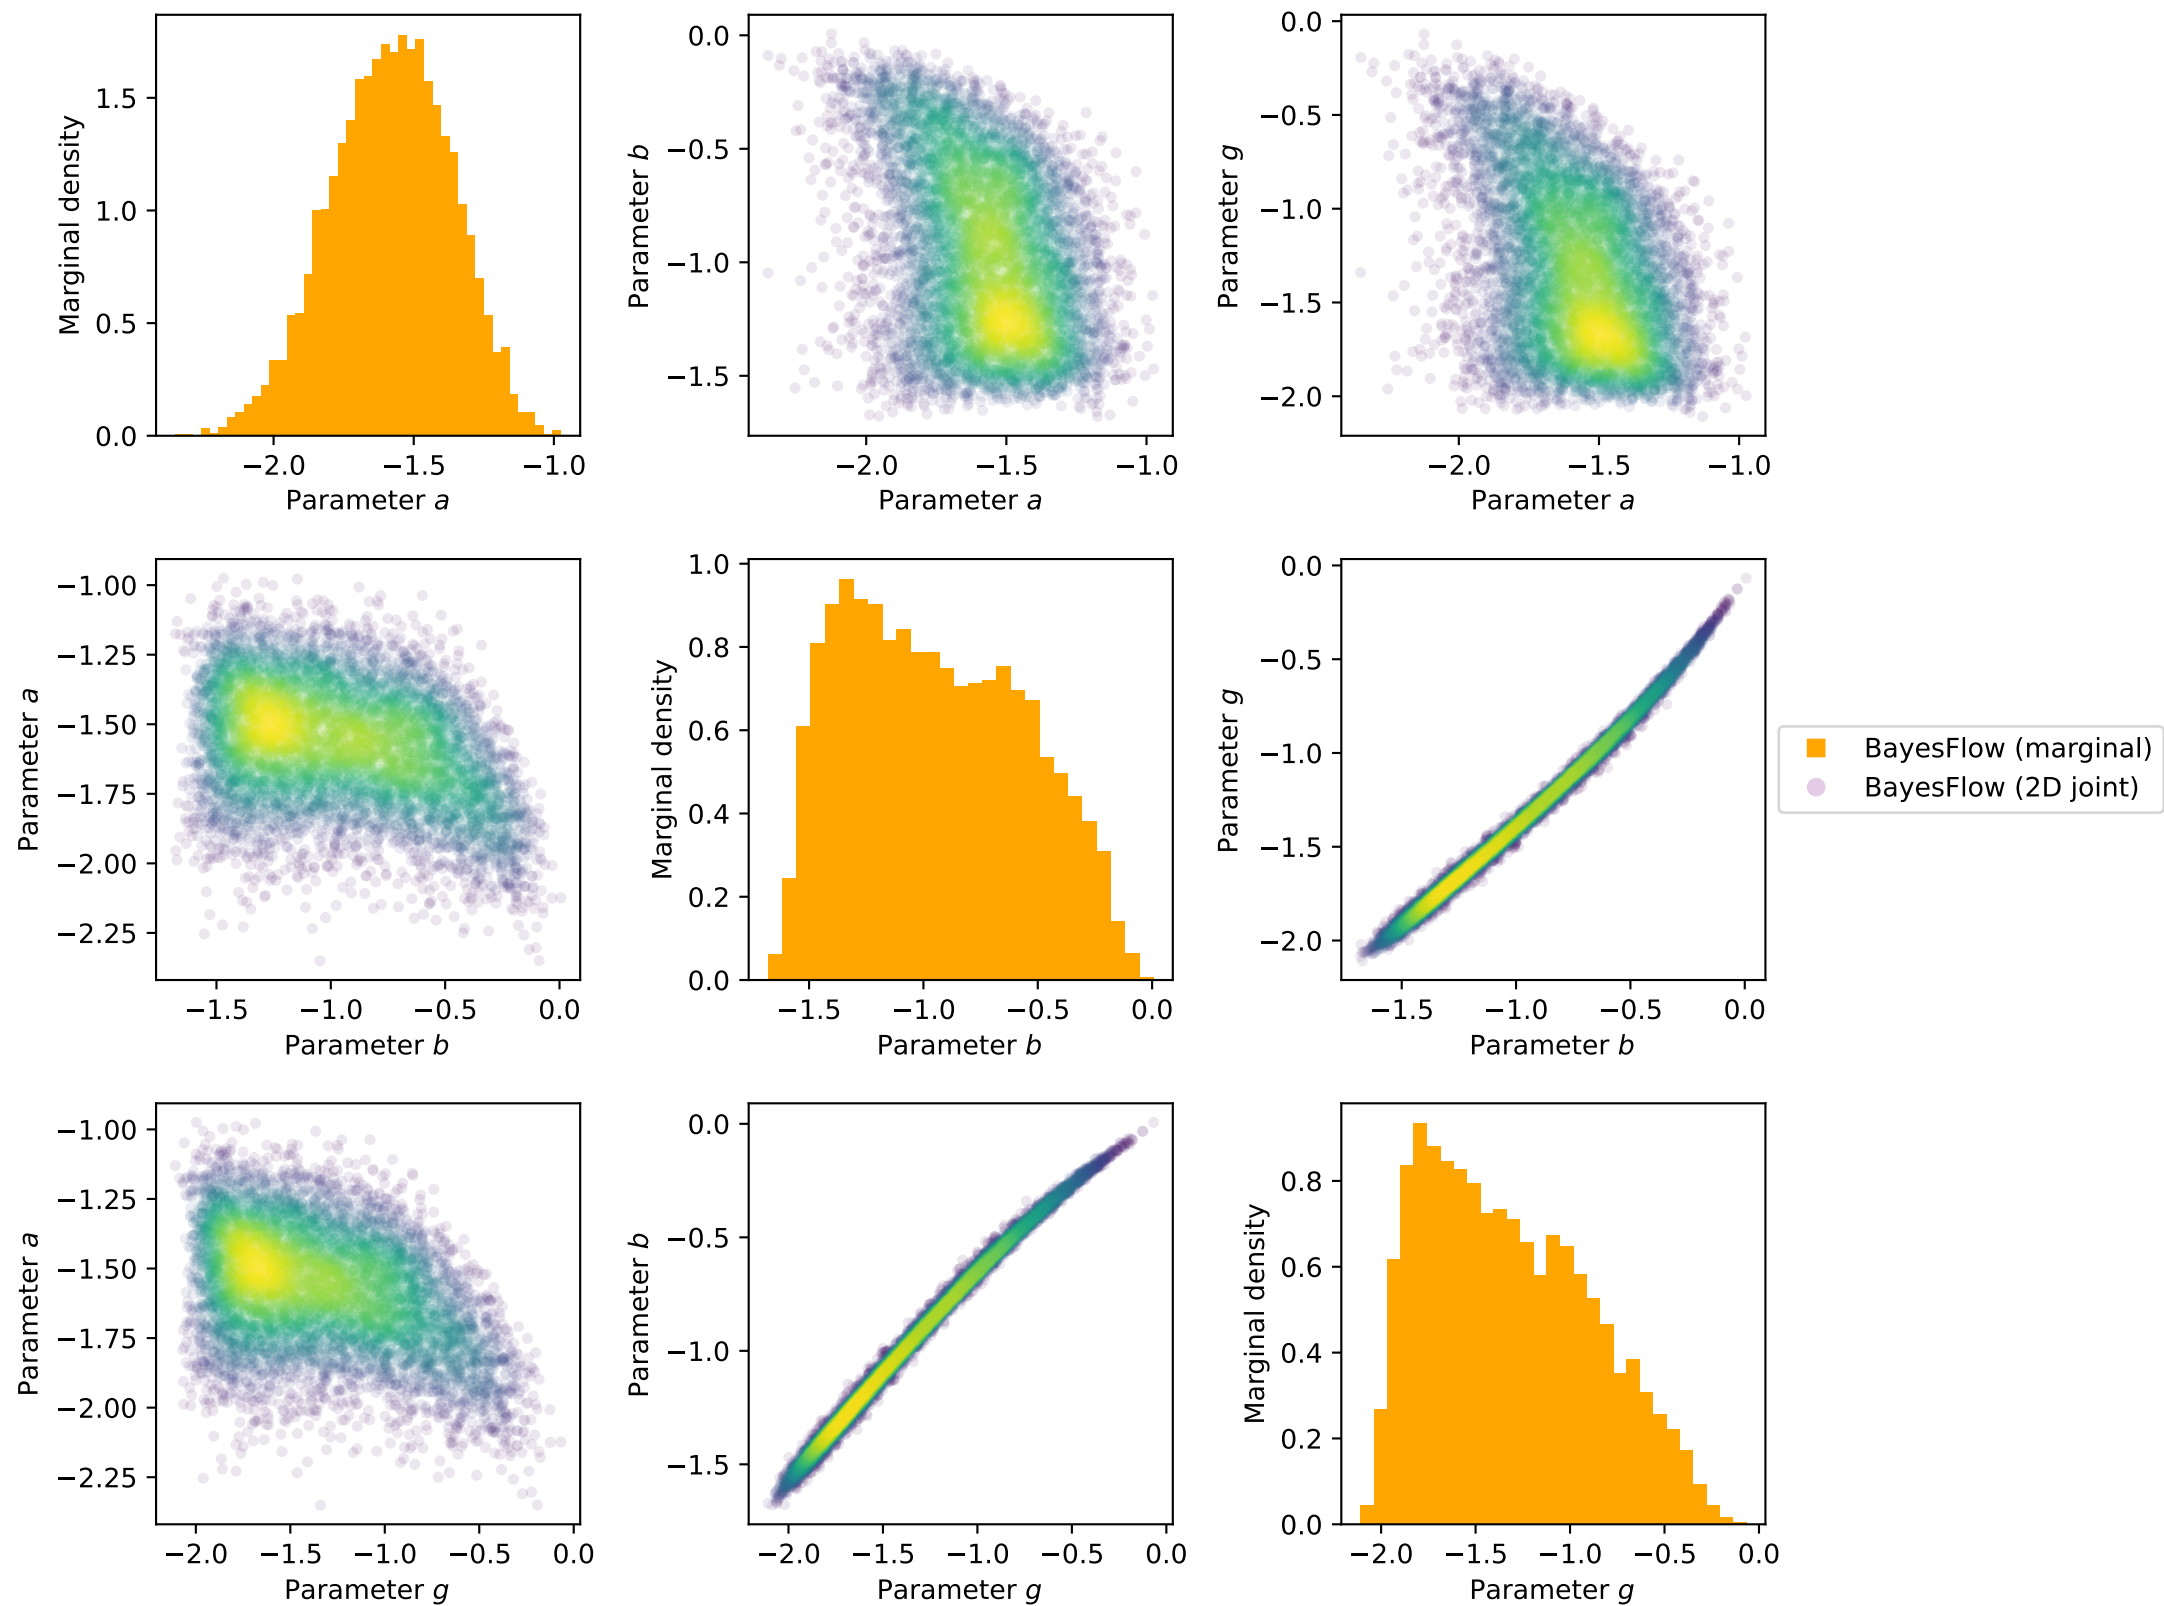 Marginal density
1.5
1.0
0.5
0.0
−2.0 −1.5 −1.0
Parameter a
Parameter b
0.0
−0.5
−1.0
−1.5
−2.0 −1.5 −1.0
Parameter a
Parameter g
0.0
−0.5
−1.0
−1.5
−2.0
−2.0 −1.5 −1.0
Parameter a
Parameter a
−1.00
−1.25
−1.50
−1.75
−2.00
−2.25
−1.5 −1.0 −0.5 0.0
Parameter b
Marginal density
1.0
0.8
0.6
0.4
0.2
0.0
−1.5 −1.0 −0.5 0.0
Parameter b
Parameter g
0.0
−0.5
−1.0
−1.5
−2.0
−1.5 −1.0 −0.5 0.0
Parameter b
BayesFlow (marginal)
BayesFlow (2D joint)
Parameter a
−1.00
−1.25
−1.50
−1.75
−2.00
−2.25
−2.0 −1.5 −1.0 −0.5 0.0
Parameter g
Parameter b
0.0
−0.5
−1.0
−1.5
−2.0 −1.5 −1.0 −0.5 0.0
Parameter g
Marginal density
0.8
0.6
0.4
0.2
0.0
−2.0 −1.5 −1.0 −0.5 0.0
Parameter g